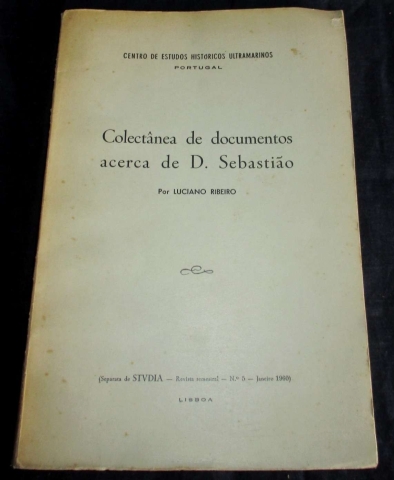 CENTRO DE ESTUDOS HISTÓRICOS ULTRAMARINOS
PORTUGAL
Colectânea de documentos
acerca de D. Sebastião
Por LUCIANO RIBEIRO
(Separata de STVDIA — Revista semestral — N.º 5 — Janeiro 1960)
LISBOA